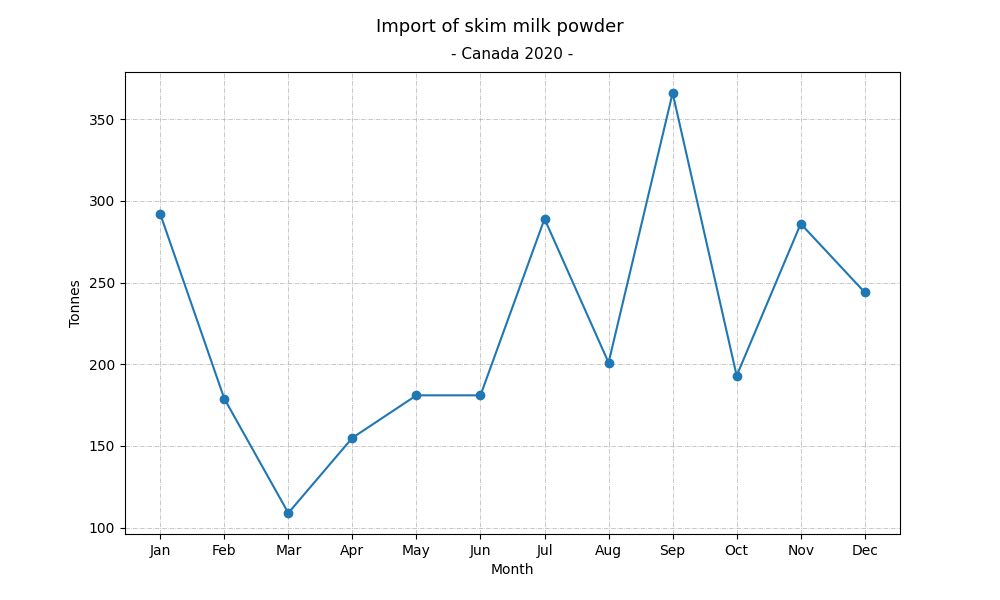 Import of skim milk powder
- Canada 2020 -
Tonnes
350
300
250
200
150
100
Jan Feb Mar Apr May Jun Jul Aug Sep Oct Nov Dec
Month